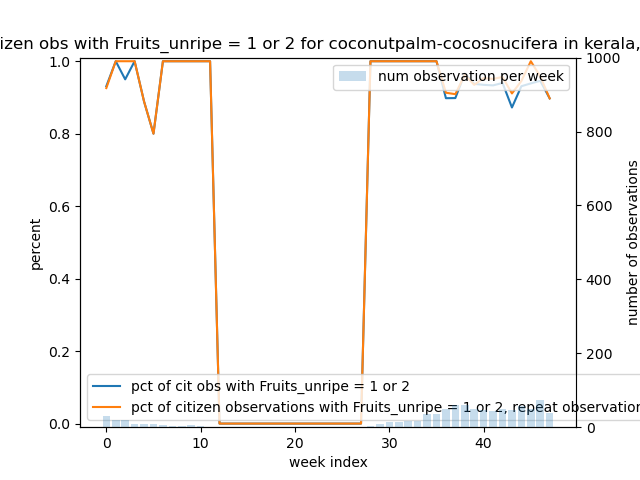 izen obs with Fruits_unripe = 1 or 2 for coconutpalm-cocosnucifera in kerala,
num observation per week
1.0
0.8
0.6
0.4
0.2
0.0
percent
1000
800
600
400
200
0
number of observations
pct of cit obs with Fruits_unripe = 1 or 2
pct of citizen observations with Fruits_unripe = 1 or 2, repeat observation
0 10 20 30 40
week index